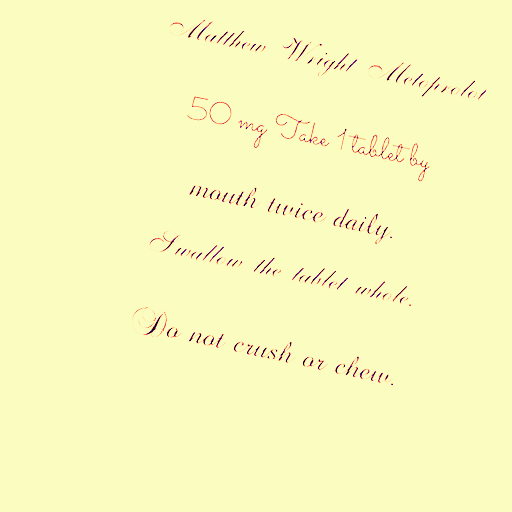 Matthew Wright Metoprolol
50 mg Take 1 tablet by
mouth twice daily.
Swallow the tablet whole.
Do not crush or chew.